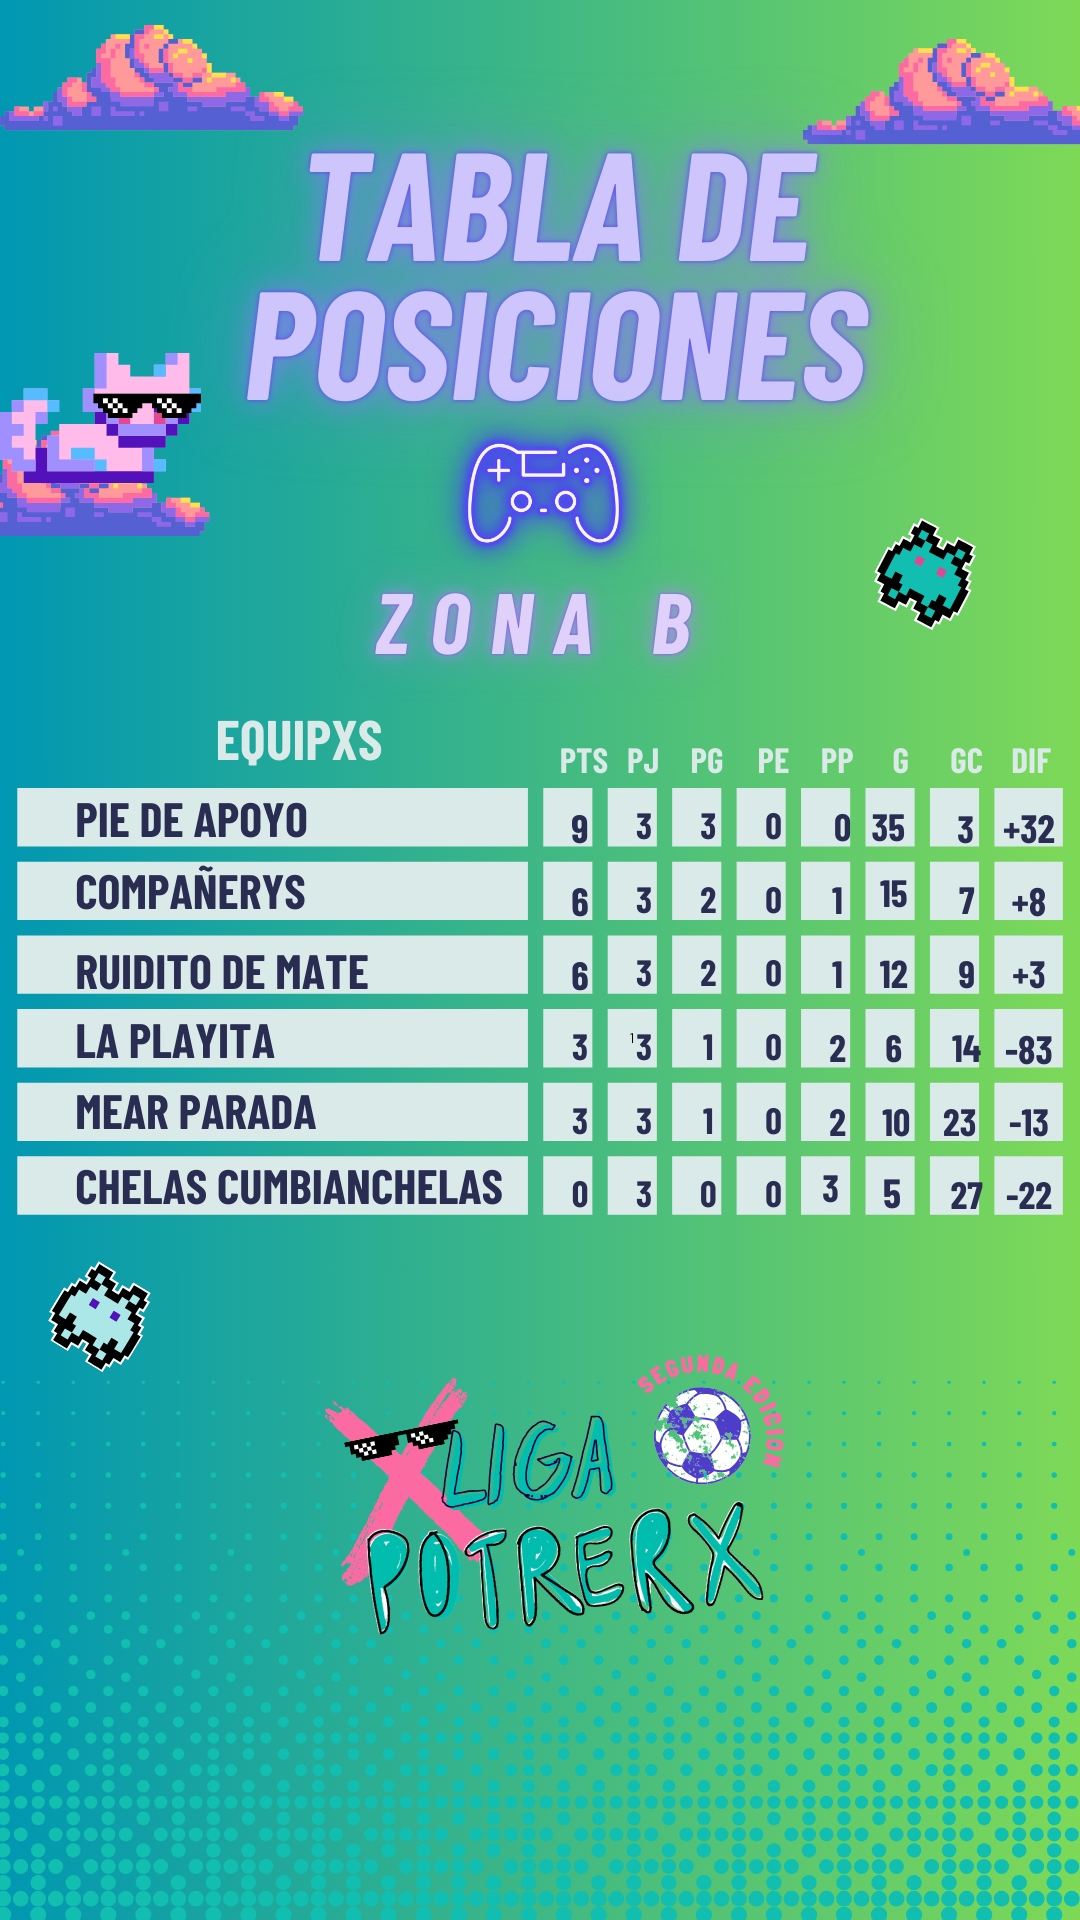 TABLA DE
POSICIONES
ZONA B
EQUIPXS PTS PJ PG PE PP G GC DIF
PIE DE APOYO 9 3 3 0 0 35 3 +32
COMPAÑERYS 6 3 2 0 1 15 7 +8
RUIDITO DE MATE 6 3 2 0 1 12 9 +3
LA PLAYITA 3 1 3 1 0 2 6 14 -83
MEAR PARADA 3 3 1 0 2 10 23 -13
CHELAS CUMBIANCHELAS 0 3 0 0 3 5 27 -22
SEGUNDA EDICION
X LIGA
POTRERX